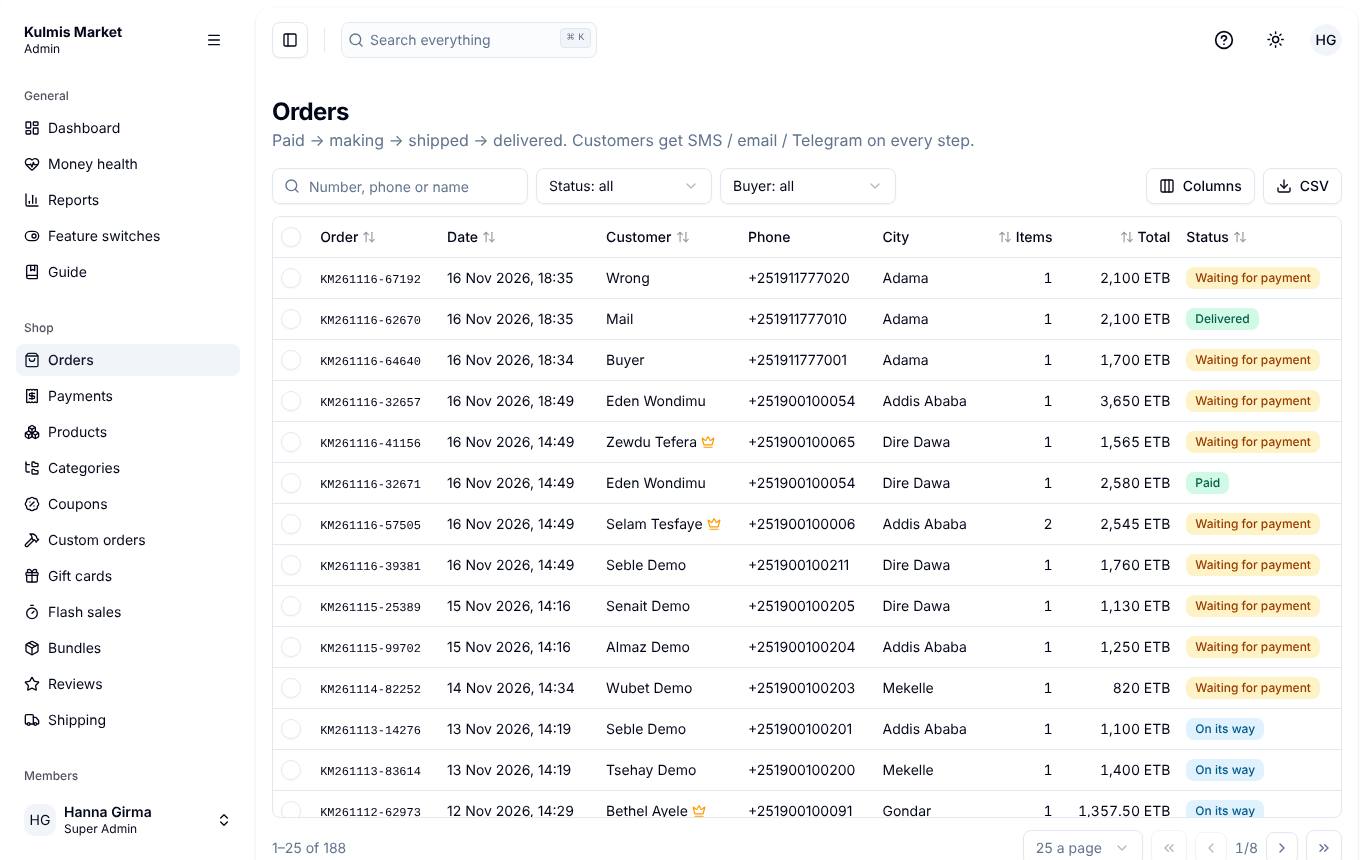 Kulmis Market
Admin
General
Dashboard
Money health
Reports
Feature switches
Guide
Shop
Orders
Payments
Products
Categories
Coupons
Custom orders
Gift cards
Flash sales
Bundles
Reviews
Shipping
Members
HG Hanna Girma
Super Admin
Search everything ⌘ K
HG
Orders
Paid → making → shipped → delivered. Customers get SMS / email / Telegram on every step.
Number, phone or name Status: all Buyer: all Columns CSV
Order Date Customer Phone City Items Total Status
KM261116-67192 16 Nov 2026, 18:35 Wrong +251911777020 Adama 1 2,100 ETB Waiting for payment
KM261116-62670 16 Nov 2026, 18:35 Mail +251911777010 Adama 1 2,100 ETB Delivered
KM261116-64640 16 Nov 2026, 18:34 Buyer +251911777001 Adama 1 1,700 ETB Waiting for payment
KM261116-32657 16 Nov 2026, 18:49 Eden Wondimu +251900100054 Addis Ababa 1 3,650 ETB Waiting for payment
KM261116-41156 16 Nov 2026, 14:49 Zewdu Tefera +251900100065 Dire Dawa 1 1,565 ETB Waiting for payment
KM261116-32671 16 Nov 2026, 14:49 Eden Wondimu +251900100054 Dire Dawa 1 2,580 ETB Paid
KM261116-57505 16 Nov 2026, 14:49 Selam Tesfaye +251900100006 Addis Ababa 2 2,545 ETB Waiting for payment
KM261116-39381 16 Nov 2026, 14:49 Seble Demo +251900100211 Dire Dawa 1 1,760 ETB Waiting for payment
KM261115-25389 15 Nov 2026, 14:16 Senait Demo +251900100205 Dire Dawa 1 1,130 ETB Waiting for payment
KM261115-99702 15 Nov 2026, 14:16 Almaz Demo +251900100204 Addis Ababa 1 1,250 ETB Waiting for payment
KM261114-82252 14 Nov 2026, 14:34 Wubet Demo +251900100203 Mekelle 1 820 ETB Waiting for payment
KM261113-14276 13 Nov 2026, 14:19 Seble Demo +251900100201 Addis Ababa 1 1,100 ETB On its way
KM261113-83614 13 Nov 2026, 14:19 Tsehay Demo +251900100200 Mekelle 1 1,400 ETB On its way
KM261112-62973 12 Nov 2026, 14:29 Bethel Ayele +251900100091 Gondar 1 1,357.50 ETB On its way
1–25 of 188 25 a page 1/8